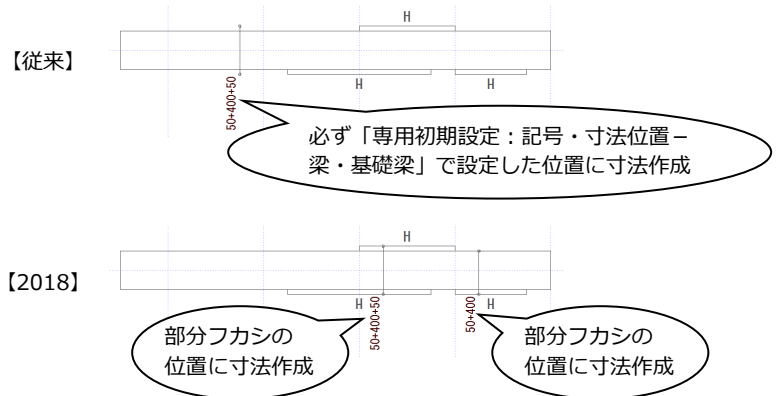 H
【従来】
H
H
50+400+50
必ず「専用初期設定：記号・寸法位置－
梁・基礎梁」で設定した位置に寸法作成
H
【2018】
H
H
50+400+50
50+400
部分フカシの
位置に寸法作成
部分フカシの
位置に寸法作成